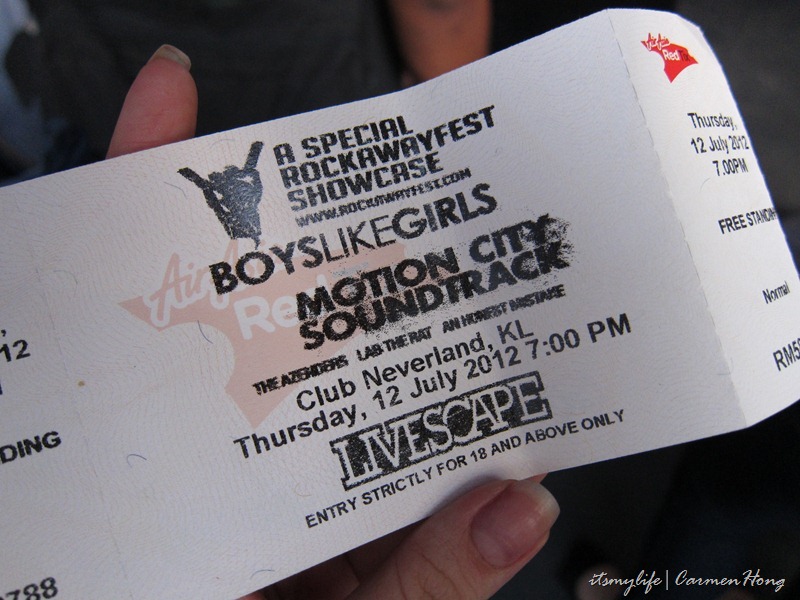 A SPECIAL
ROCKAWAYFEST
SHOWCASE
WWW.ROCKAWAYFEST.COM
BOYSLIKEGIRLS
MOTION CITY
SOUNDTRACK
THE AZENDERS LAB THE RAT AN HONEST MISTAKE
Club Neverland, KL
Thursday, 12 July 2012 7:00 PM
LIVESCAPE
ENTRY STRICTLY FOR 18 AND ABOVE ONLY
Red
Thursday,
12 July 2012
7.00PM
FREE
Normal
12
DING
788
itsmylife | Carmen Hong